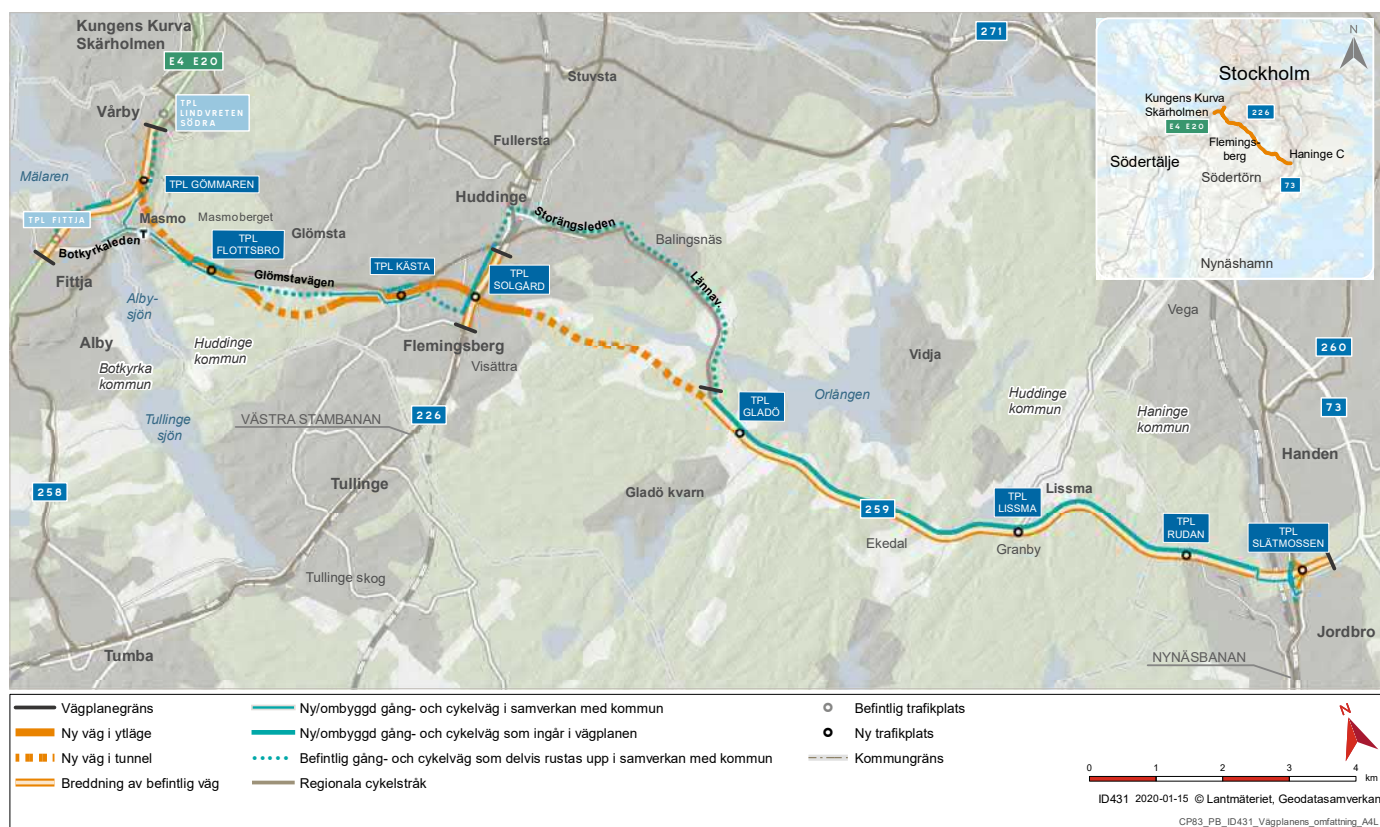 Kungens Kurva
Skärholmen
E4 E20
271
Stuvsta
Vårby
TPL
LINDVRETEN
SÖDRA
Fullersta
Mälaren
TPL GÖMMAREN
Huddinge
TPL FITTJA
Masmo
Masmoberget
Storängsleden
Botkyrkaleden
T
TPL
FLOTTSBRO
Glömsta
Balingsnäs
Fittja
Glömstavägen
TPL KÄSTA
TPL
SOLGÅRD
Lännav.
Alby-
sjön
Alby
Huddinge
kommun
Flemingsberg
Visättra
Botkyrka
kommun
Vidja
Vega
260
Orlången
Huddinge
kommun
Haninge
kommun
TPL
GLADÖ
Tullinge
sjön
VÄSTRA STAMBANAN
226
73
Handen
Tullinge
258
Gladö kvarn
259
TPL
LISSMA
Lissma
TPL
RUDAN
TPL
SLÄTMOSSEN
Ekedal
Granby
Tullinge skog
Jordbro
Tumba
NYNÄSBANAN
N
Stockholm
Kungens Kurva
Skärholmen
226
E4 E20
Flemings-
berg
Haninge C
Södertälje
Södertörn
73
Nynäshamn
Vägplanegräns
Ny väg i ytläge
Ny väg i tunnel
Breddning av befintlig väg
Ny/ombyggd gång- och cykelväg i samverkan med kommun
Ny/ombyggd gång- och cykelväg som ingår i vägplanen
Befintlig gång- och cykelväg som delvis rustas upp i samverkan med kommun
Regionala cykelstråk
Befintlig trafikplats
Ny trafikplats
Kommungräns
N
0 1 2 3 4
km
ID431 2020-01-15 © Lantmäteriet, Geodatasamverkan
CP83_PB_ID431_Vägplanens_omfattning_A4L